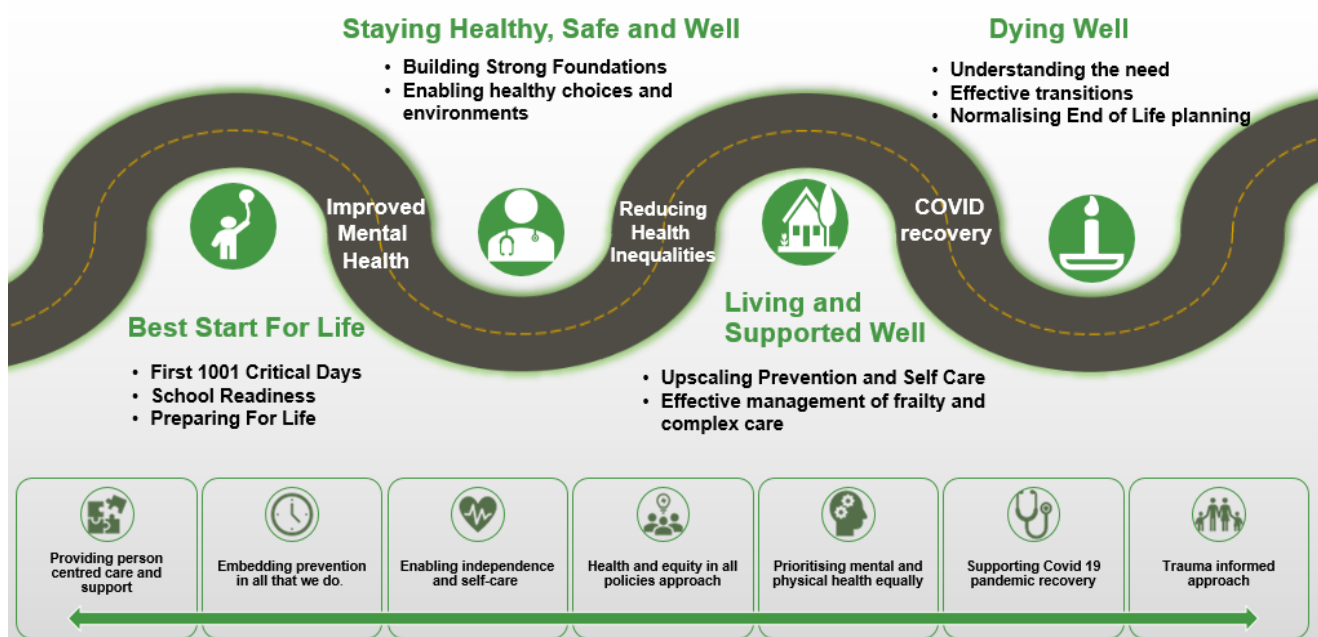 Staying Healthy, Safe and Well
• Building Strong Foundations
• Enabling healthy choices and
environments
Dying Well
• Understanding the need
• Effective transitions
• Normalising End of Life planning
Improved
Mental
Health
Reducing
Health
Inequalities
COVID
recovery
Best Start For Life
• First 1001 Critical Days
• School Readiness
• Preparing For Life
Living and
Supported Well
• Upscaling Prevention and Self Care
• Effective management of frailty and
complex care
Providing person
centred care and
support
Embedding prevention
in all that we do.
Enabling independence
and self-care
Health and equity in all
policies approach
Prioritising mental and
physical health equally
Supporting Covid 19
pandemic recovery
Trauma informed
approach